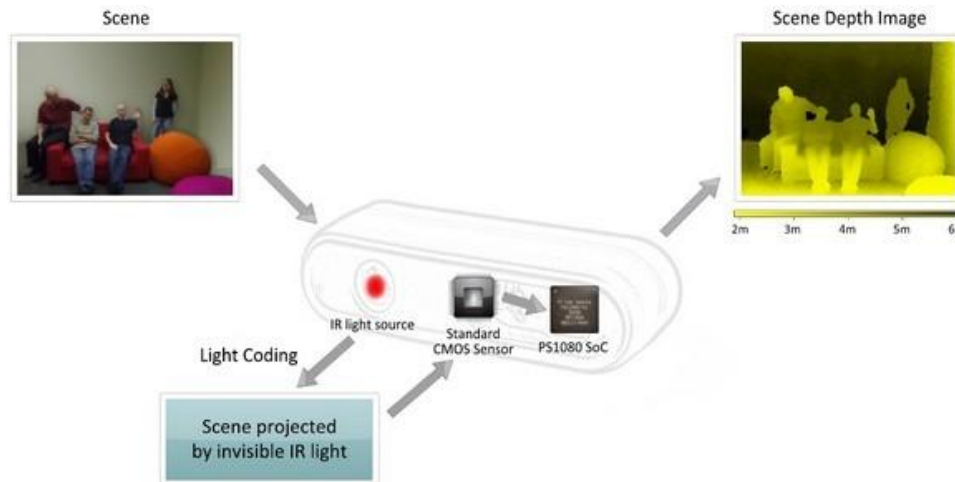 Scene
Scene Depth Image
2m 3m 4m 5m
IR light source
Standard
CMOS Sensor
PS1080 SoC
Light Coding
Scene projected
by invisible IR light